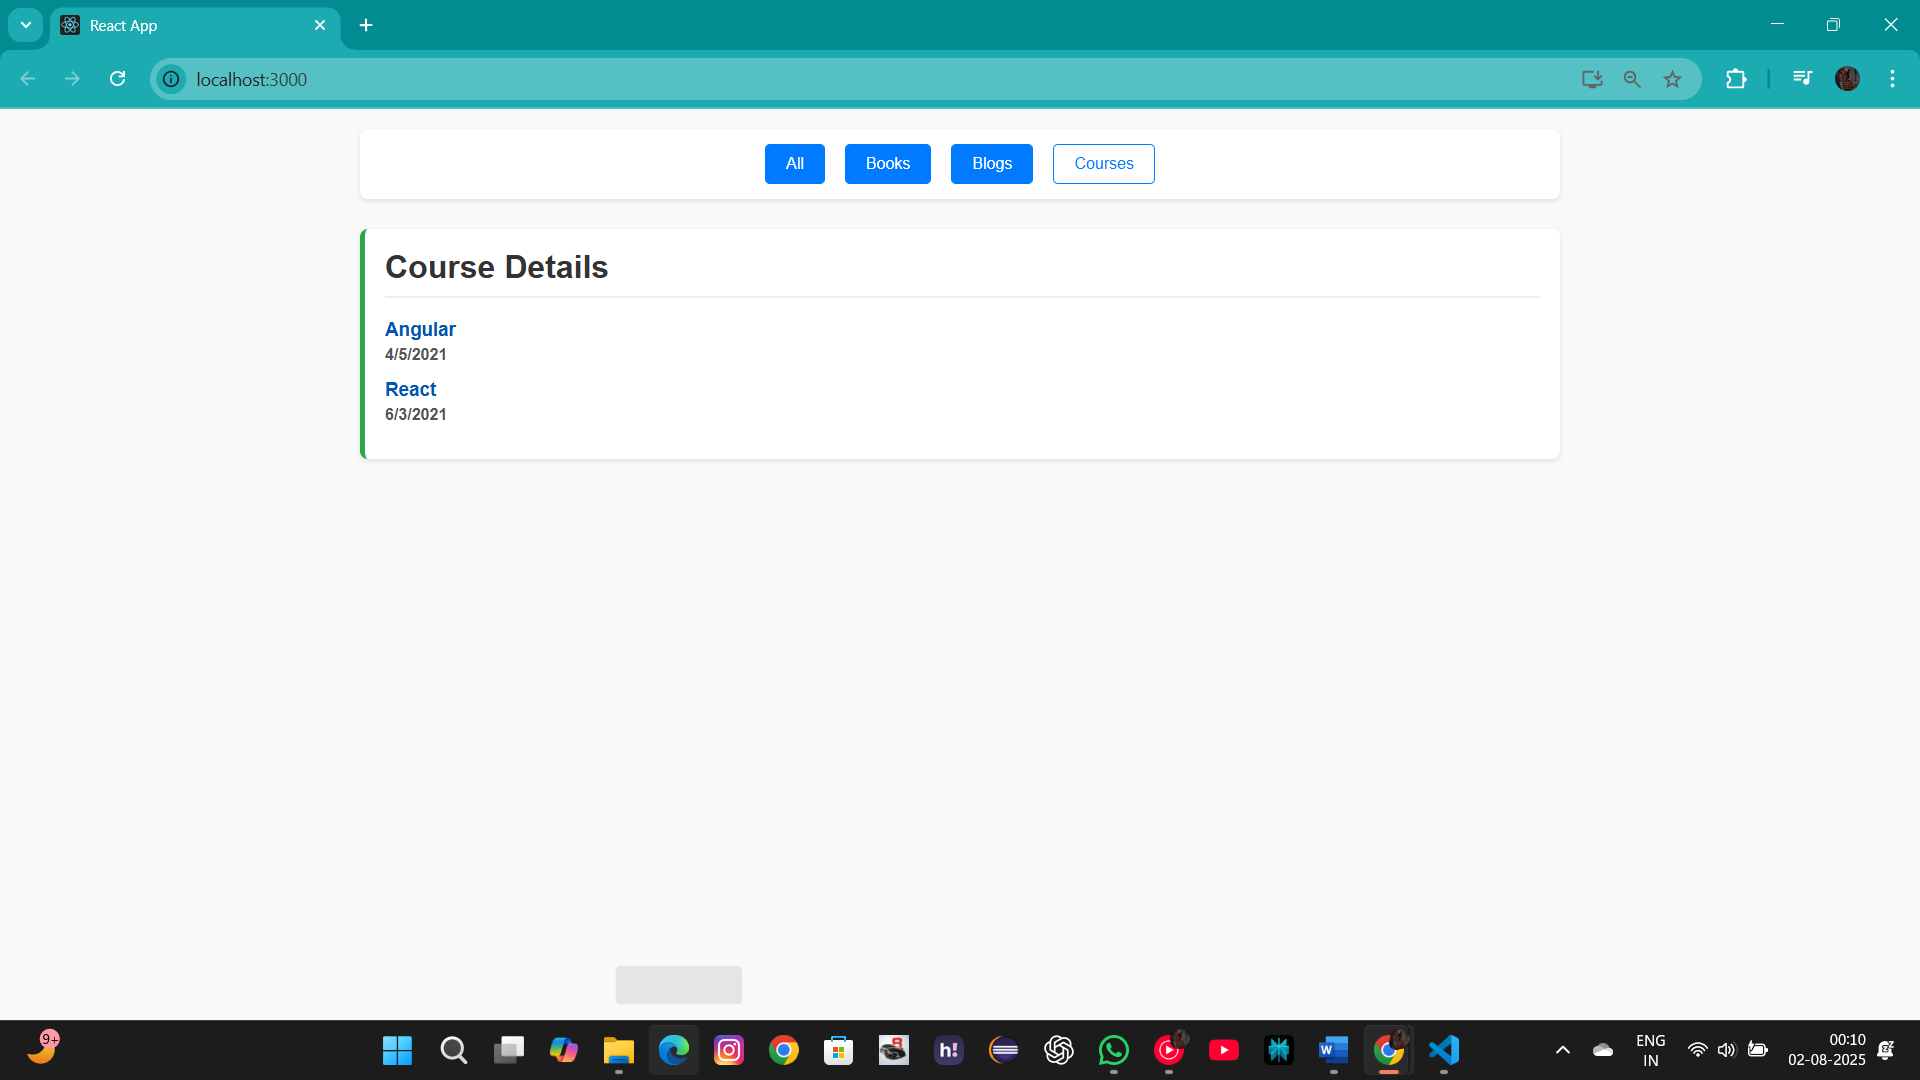 React App
localhost:3000
All
Books
Blogs
Courses
Course Details
Angular
4/5/2021
React
6/3/2021
9+
h!
W
ENG
IN
00:10
02-08-2025